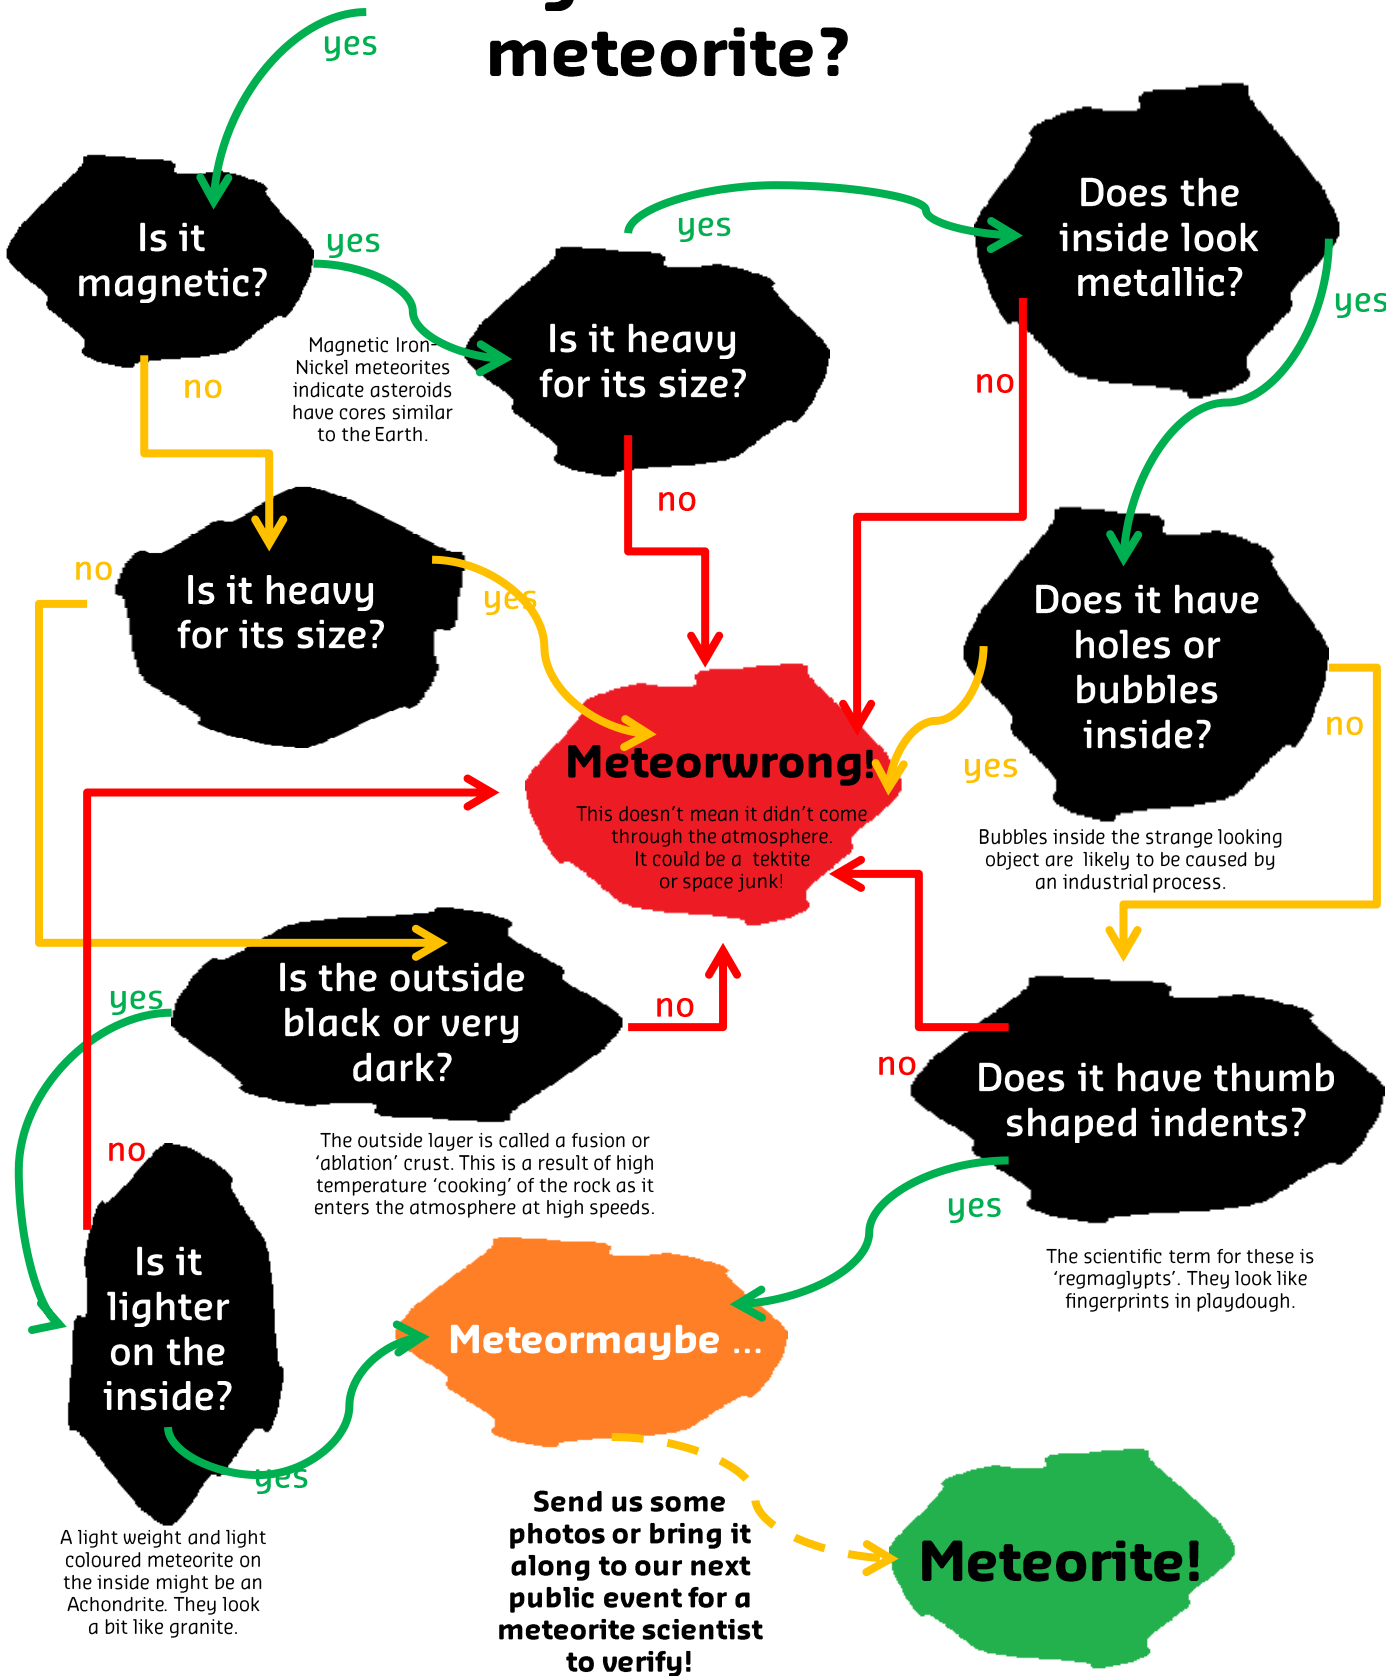 meteorite?
yes
Is it
magnetic?
yes
no
Magnetic Iron-
Nickel meteorites
indicate asteroids
have cores similar
to the Earth.
Is it heavy
for its size?
yes
no
Does the
inside look
metallic?
yes
no
Is it heavy
for its size?
no
yes
Does it have
holes or
bubbles
inside?
yes
no
Bubbles inside the strange looking
object are likely to be caused by
an industrial process.
Meteorwrong!
This doesn't mean it didn't come
through the atmosphere.
It could be a tektite
or space junk!
Is the outside
black or very
dark?
yes
no
The outside layer is called a fusion or
‘ablation’ crust. This is a result of high
temperature ‘cooking’ of the rock as it
enters the atmosphere at high speeds.
Does it have thumb
shaped indents?
no
yes
The scientific term for these is
‘regmaglypts’. They look like
fingerprints in playdough.
Is it
lighter
on the
inside?
no
yes
A light weight and light
coloured meteorite on
the inside might be an
Achondrite. They look
a bit like granite.
Meteormaybe ...
Send us some
photos or bring it
along to our next
public event for a
meteorite scientist
to verify!
Meteorite!